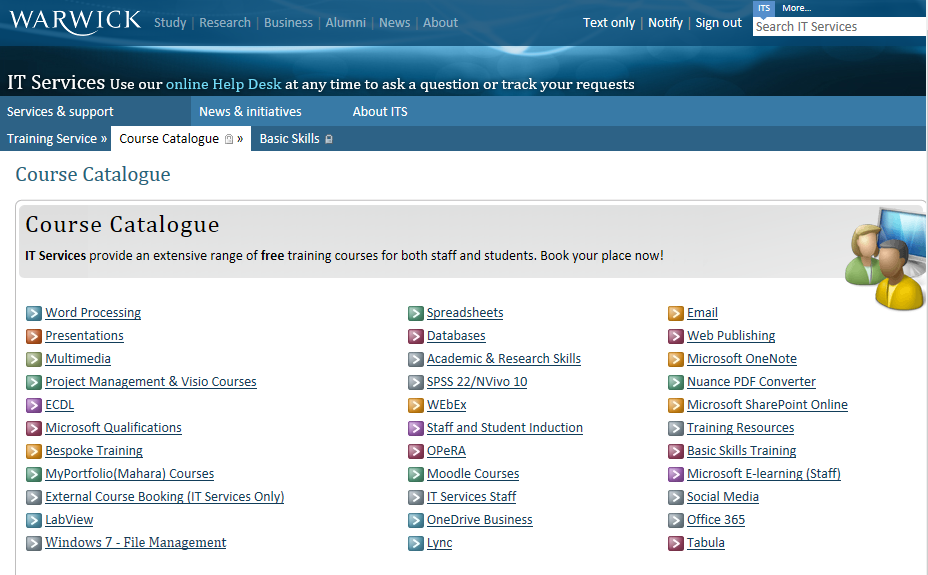 WARWICK Study | Research | Business | Alumni | News | About Text only | Notify | Sign out ITS More...
Search IT Services
IT Services Use our online Help Desk at any time to ask a question or track your requests
Services & support News & initiatives About ITS
Training Service » Course Catalogue » Basic Skills
Course Catalogue
Course Catalogue
IT Services provide an extensive range of free training courses for both staff and students. Book your place now!
Word Processing Spreadsheets Email
Presentations Databases Web Publishing
Multimedia Academic & Research Skills Microsoft OneNote
Project Management & Visio Courses SPSS 22/NVivo 10 Nuance PDF Converter
ECDL WEbEx Microsoft SharePoint Online
Microsoft Qualifications Staff and Student Induction Training Resources
Bespoke Training OPeRA Basic Skills Training
MyPortfolio(Mahara) Courses Moodle Courses Microsoft E-learning (Staff)
External Course Booking (IT Services Only) IT Services Staff Social Media
LabView OneDrive Business Office 365
Windows 7 - File Management Lync Tabula